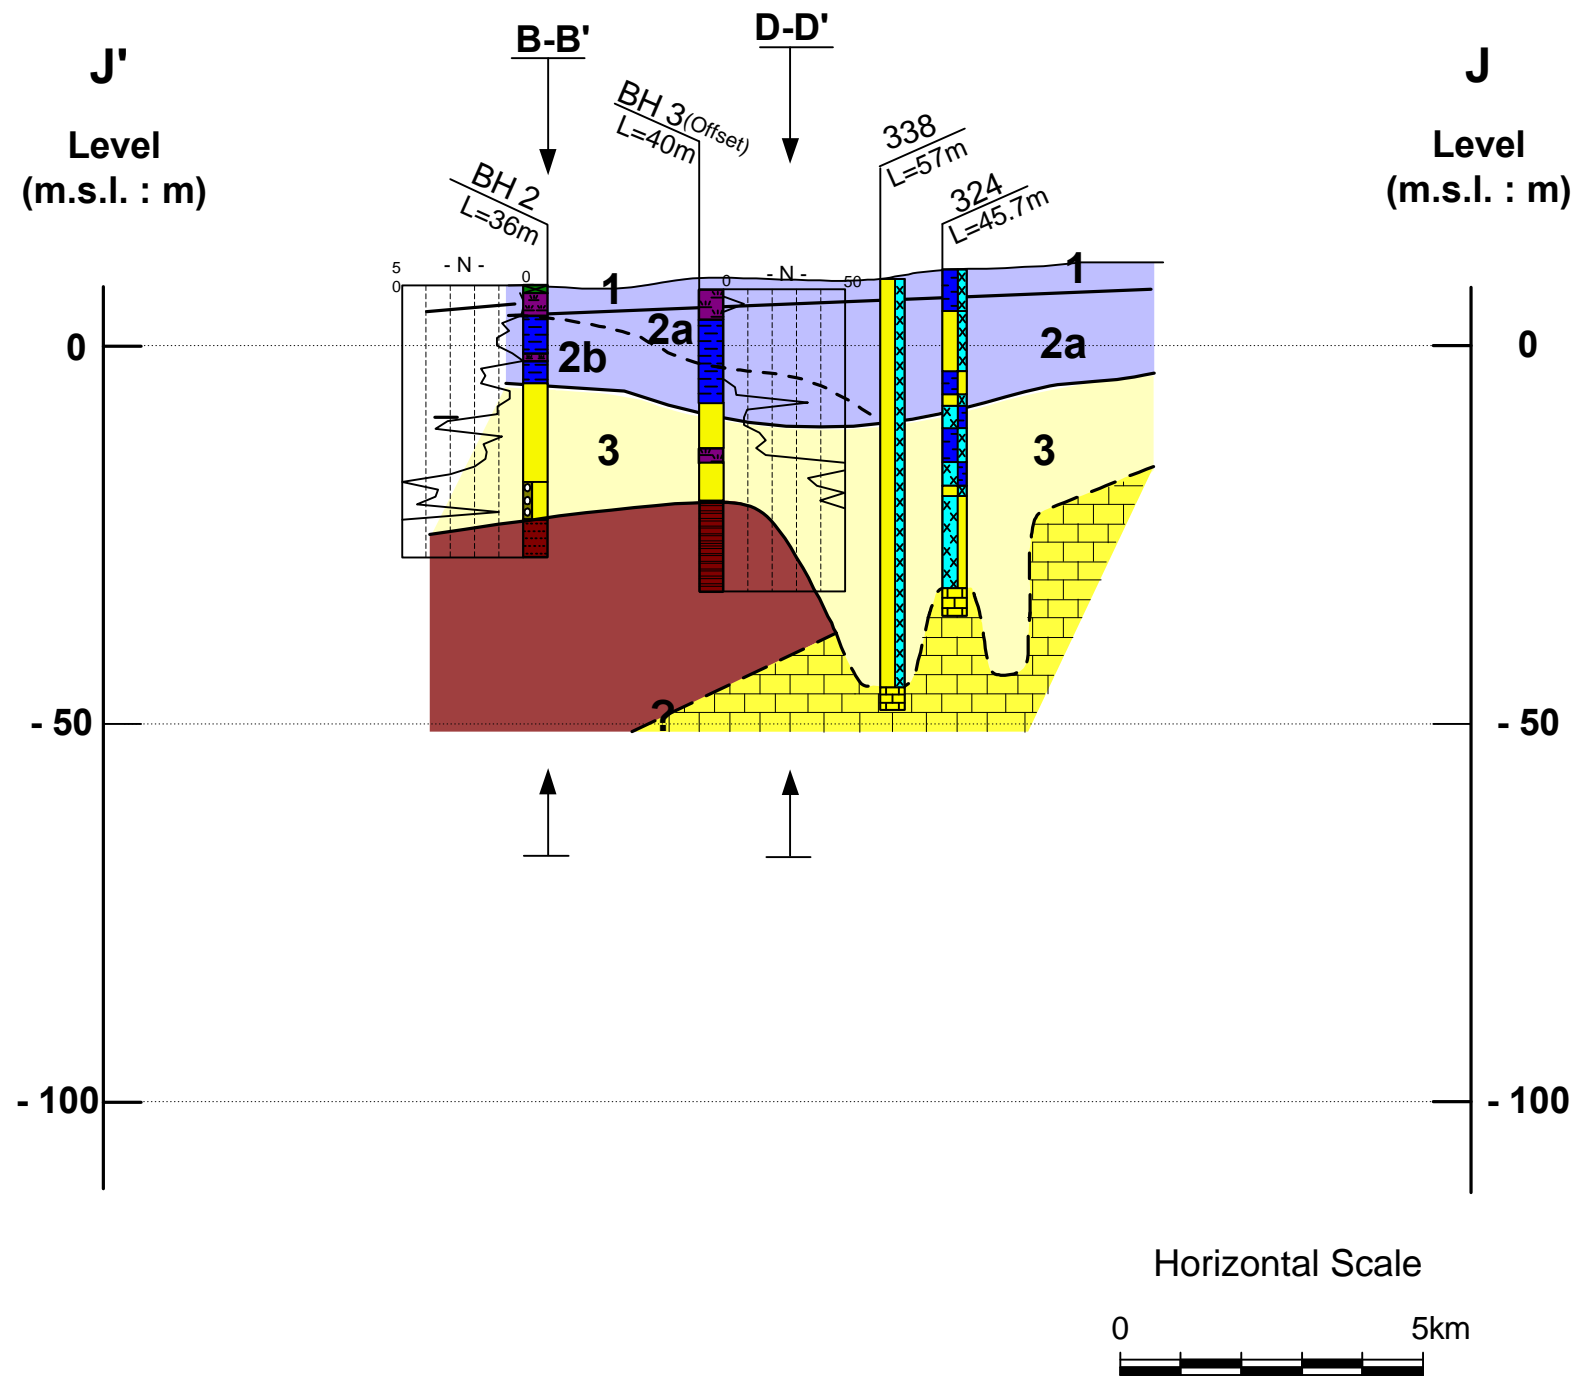 B-B'
D-D'
J'
J
Level
(m.s.l. : m)
Level
(m.s.l. : m)
BH 3(Offset)
L=40m
338
L=57m
BH 2
L=36m
324
L=45.7m
5
0
- N -
0
0
- N -
50
1
1
2a
2b
2a
0
0
3
3
?
- 50
- 50
- 100
- 100
Horizontal Scale
0
5km